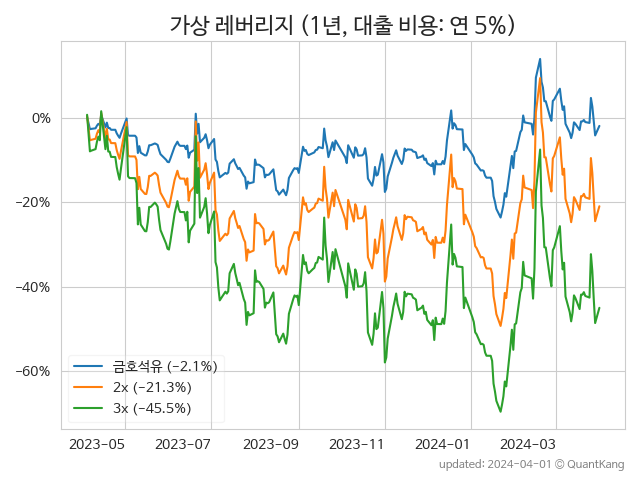 가상 레버리지 (1년, 대출 비용: 연 5%)
0%
−20%
−40%
−60%
금호석유 (−2.1%)
2x (−21.3%)
3x (−45.5%)
2023-05 2023-07 2023-09 2023-11 2024-01 2024-03
updated: 2024-04-01 © QuantKang